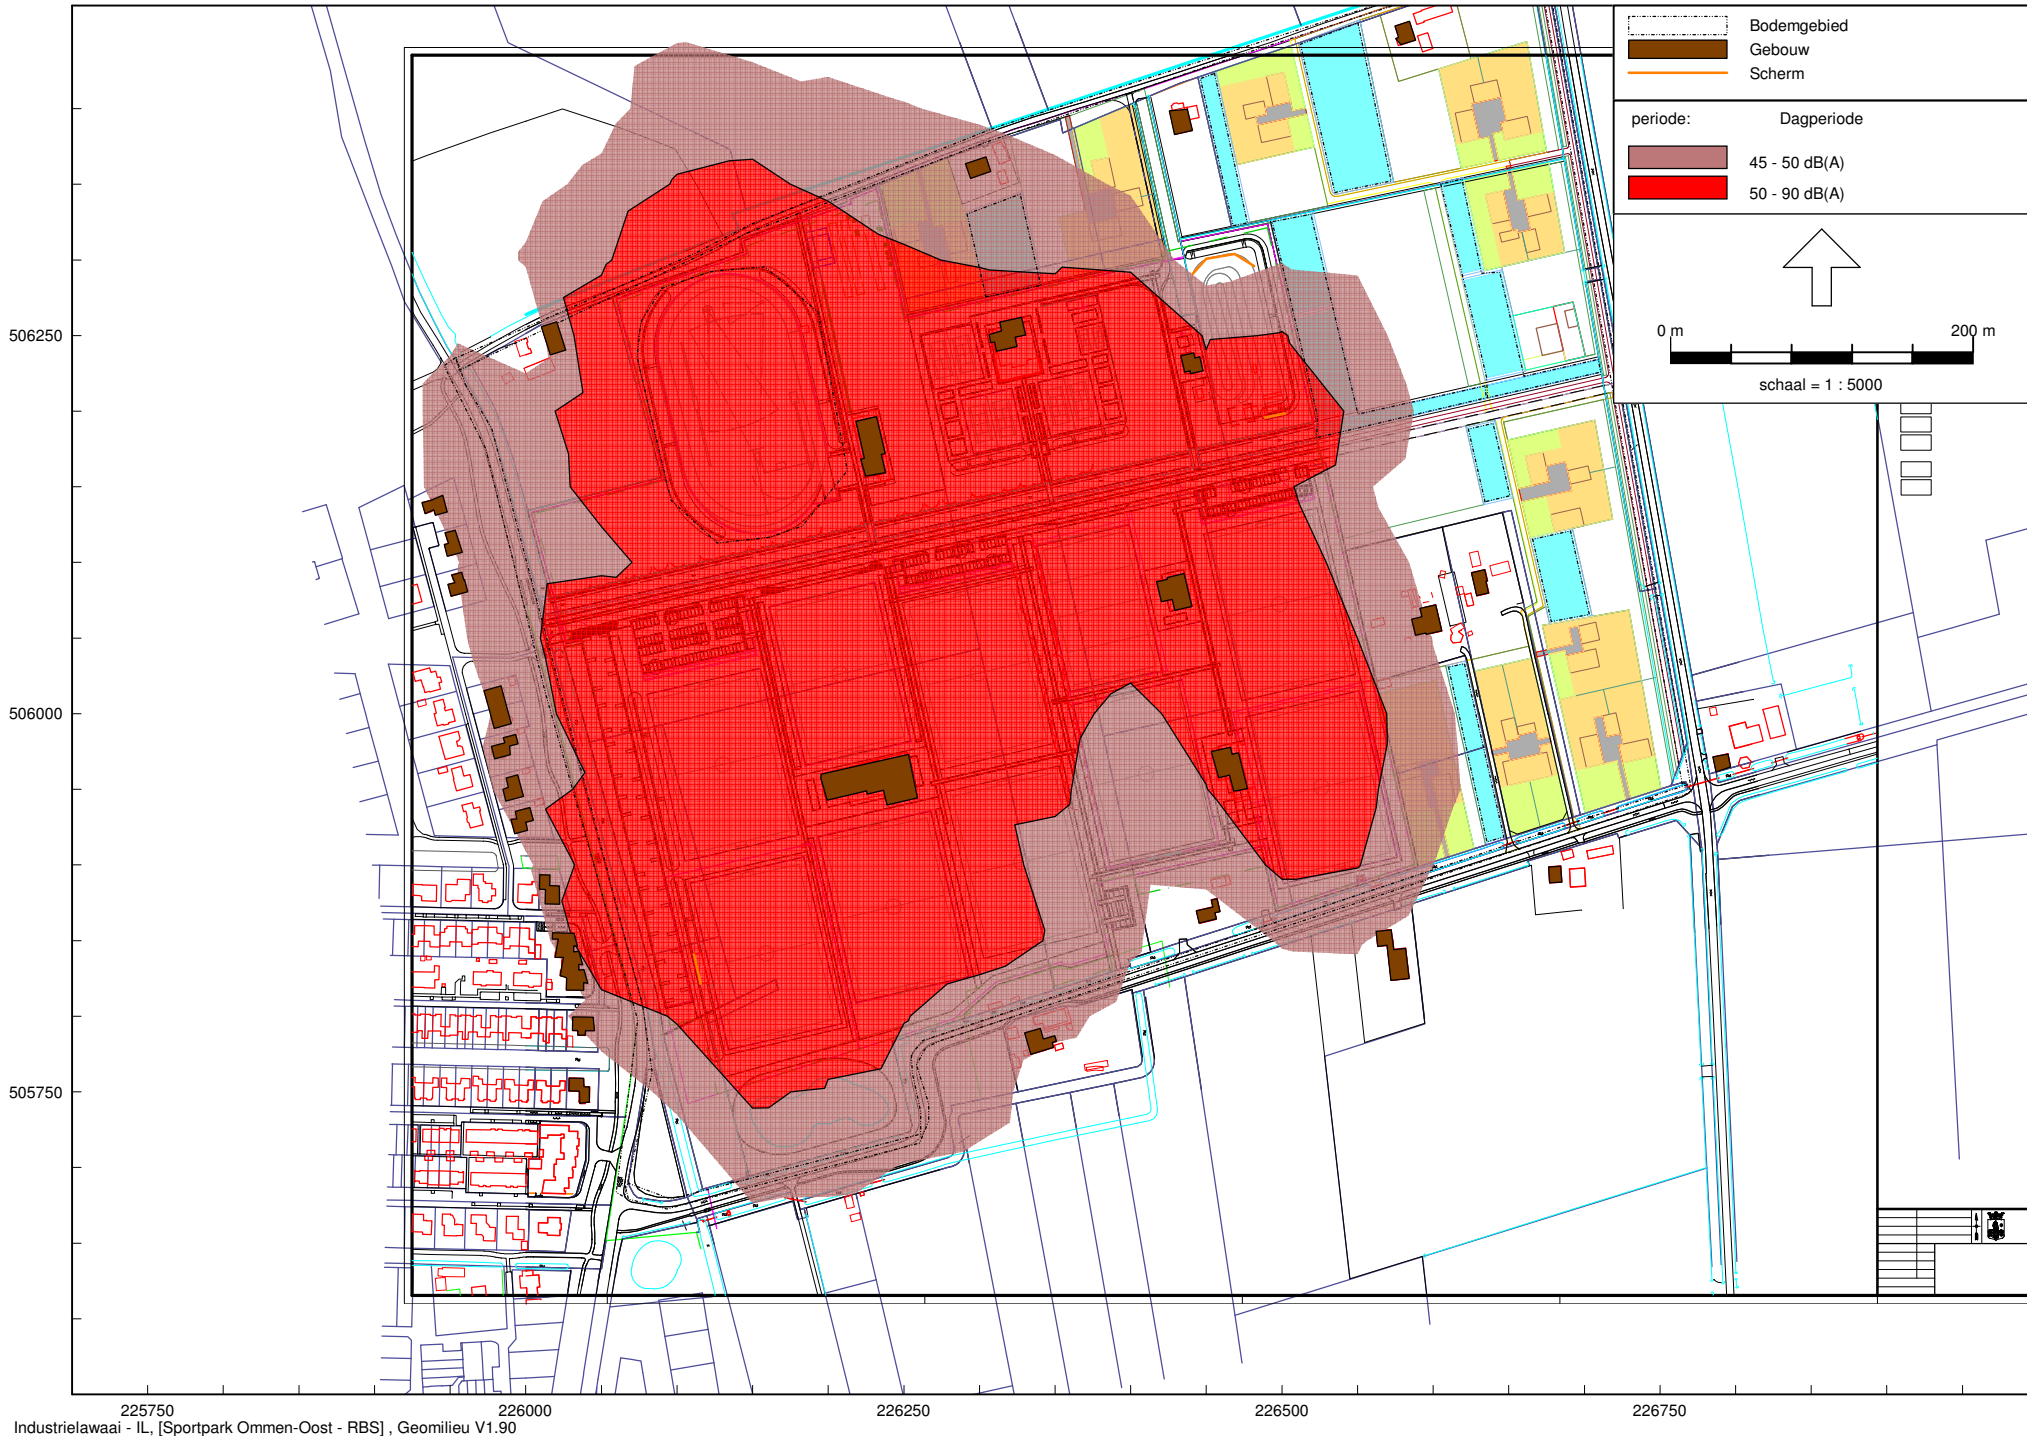 Bodemgebied
Gebouw
Scherm
periode: Dagperiode
45 - 50 dB(A)
50 - 90 dB(A)
0 m 200 m
schaal = 1 : 5000
506250
506000
505750
225750 226000 226250 226500 226750
Industrielawaai - IL, [Sportpark Ommen-Oost - RBS] , Geomilieu V1.90